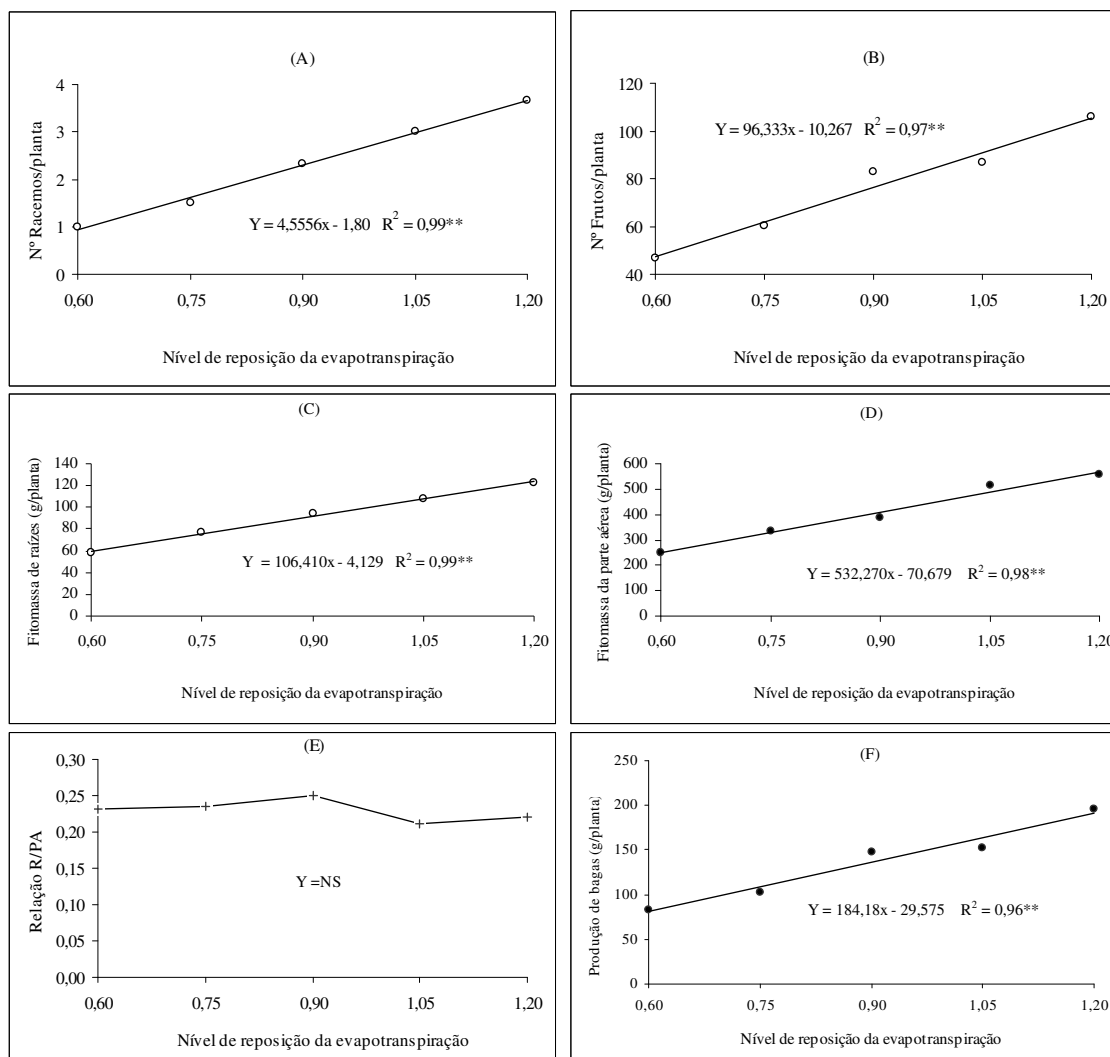 (A)
Nº Racemos/planta
4
3
2
1
0
Y = 4,5556x - 1,80 R² = 0,99**
0,60 0,75 0,90 1,05 1,20
Nível de reposição da evapotranspiração
(B)
Nº Frutos/planta
120
100
80
60
40
Y = 96,333x - 10,267 R² = 0,97**
0,60 0,75 0,90 1,05 1,20
Nível de reposição da evapotranspiração
(C)
Fitomassa de raízes (g/planta)
140
120
100
80
60
40
20
0
Y = 106,410x - 4,129 R² = 0,99**
0,60 0,75 0,90 1,05 1,20
Nível de reposição da evapotranspiração
(D)
Fitomassa da parte aérea (g/planta)
600
500
400
300
200
100
0
Y = 532,270x - 70,679 R² = 0,98**
0,60 0,75 0,90 1,05 1,20
Nível de reposição da evapotranspiração
(E)
Relação R/PA
0,30
0,25
0,20
0,15
0,10
0,05
0,00
Y =NS
0,60 0,75 0,90 1,05 1,20
Nível de reposição da evapotranspiração
(F)
Produção de bagas (g/planta)
250
200
150
100
50
0
Y = 184,18x - 29,575 R² = 0,96**
0,60 0,75 0,90 1,05 1,20
Nível de reposição da evapotranspiração